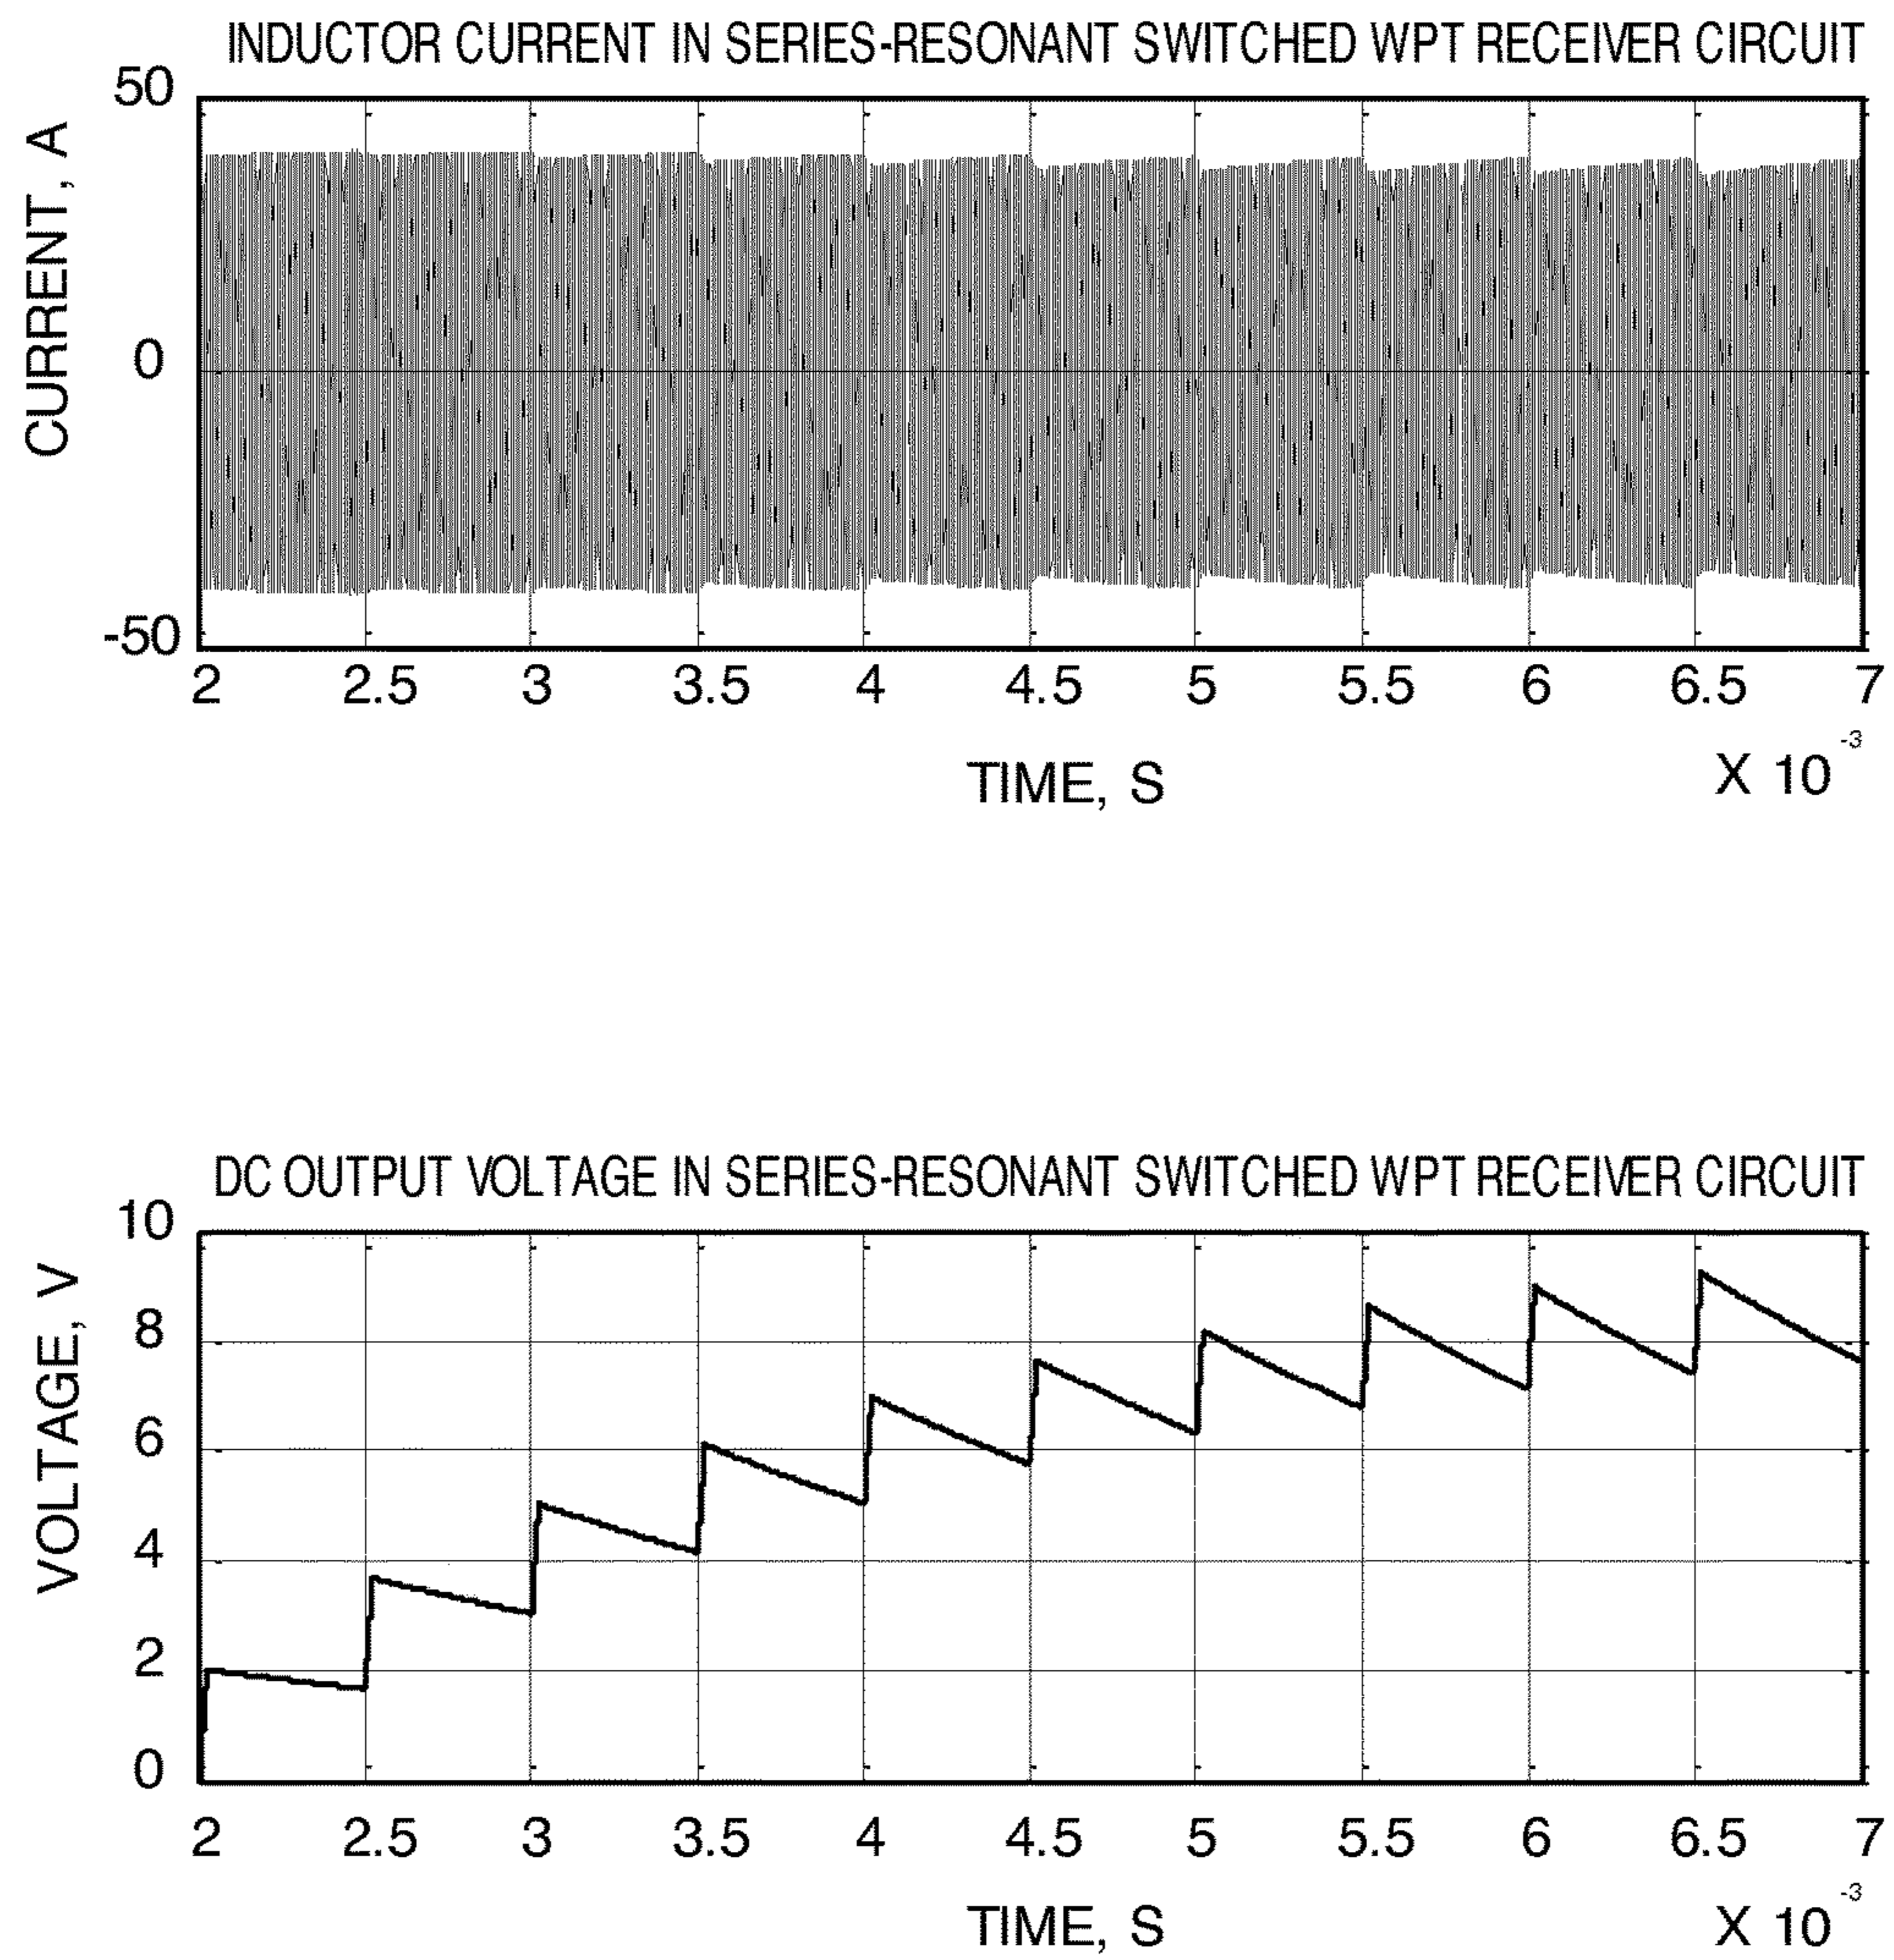 INDUCTOR CURRENT IN SERIES-RESONANT SWITCHED WPT RECEIVER CIRCUIT
50
0
-50
CURRENT, A
2 2.5 3 3.5 4 4.5 5 5.5 6 6.5 7
TIME, S
X 10 -3
DC OUTPUT VOLTAGE IN SERIES-RESONANT SWITCHED WPT RECEIVER CIRCUIT
10
8
6
4
2
0
VOLTAGE, V
2 2.5 3 3.5 4 4.5 5 5.5 6 6.5 7
TIME, S
X 10 -3